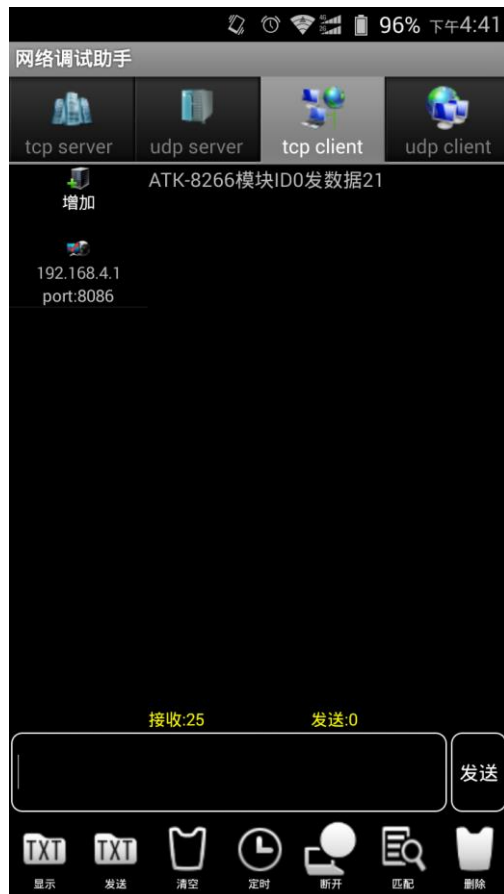 96% 下午4:41
网络调试助手
tcp server
udp server
tcp client
udp client
增加
ATK-8266模块ID0发数据21
192.168.4.1
port:8086
接收:25
发送:0
发送
TXT
TXT
显示
发送
清空
定时
断开
匹配
删除